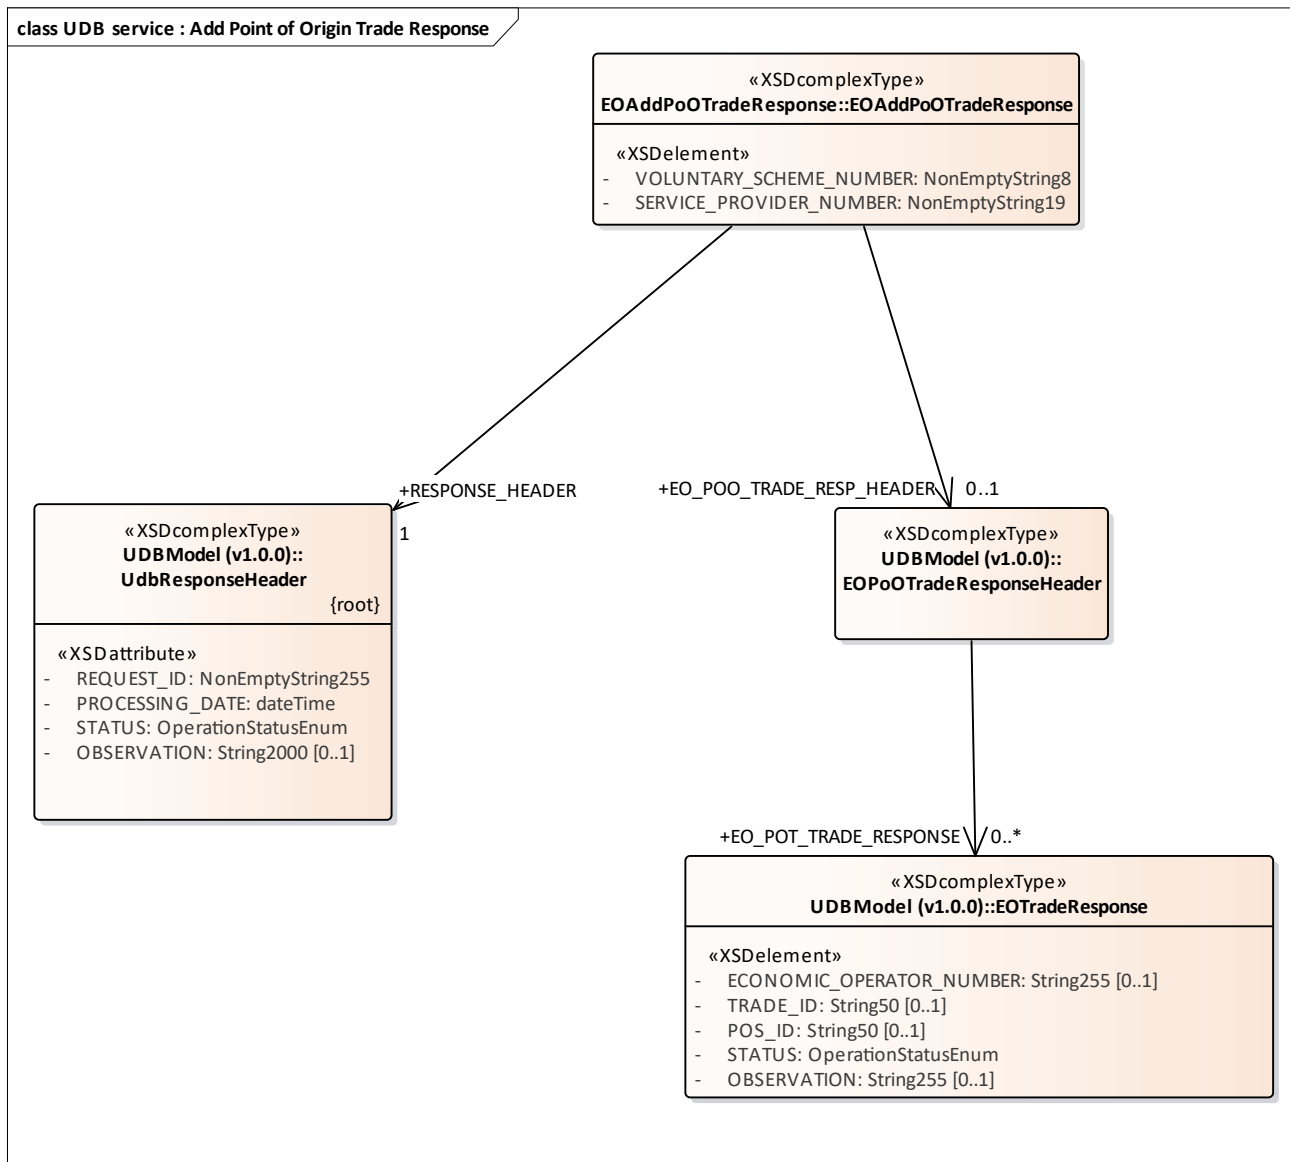 class UDB service : Add Point of Origin Trade Response
«XSDcomplexType»
EOAddPoOTradeResponse::EOAddPoOTradeResponse
«XSDelement»
- VOLUNTARY_SCHEME_NUMBER: NonEmptyString8
- SERVICE_PROVIDER_NUMBER: NonEmptyString19
+RESPONSE_HEADER
1
«XSDcomplexType»
UDBModel (v1.0.0)::
UdbResponseHeader
{root}
«XSDattribute»
- REQUEST_ID: NonEmptyString255
- PROCESSING_DATE: dateTime
- STATUS: OperationStatusEnum
- OBSERVATION: String2000 [0..1]
+EO_POO_TRADE_RESP_HEADER 0..1
«XSDcomplexType»
UDBModel (v1.0.0)::
EOPoOTradeResponseHeader
+EO_POT_TRADE_RESPONSE 0..*
«XSDcomplexType»
UDBModel (v1.0.0)::EOTradeResponse
«XSDelement»
- ECONOMIC_OPERATOR_NUMBER: String255 [0..1]
- TRADE_ID: String50 [0..1]
- POS_ID: String50 [0..1]
- STATUS: OperationStatusEnum
- OBSERVATION: String255 [0..1]